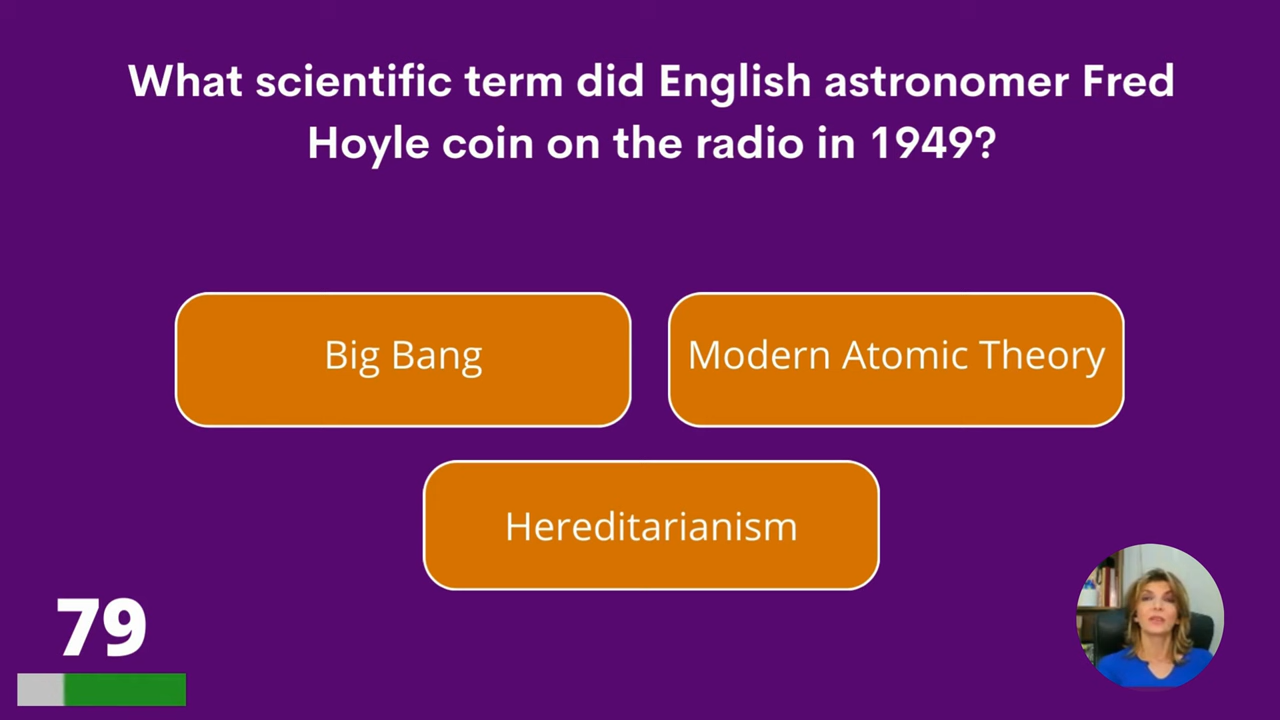 What scientific term did English astronomer Fred
Hoyle coin on the radio in 1949?
Big Bang
Modern Atomic Theory
Hereditarianism
79